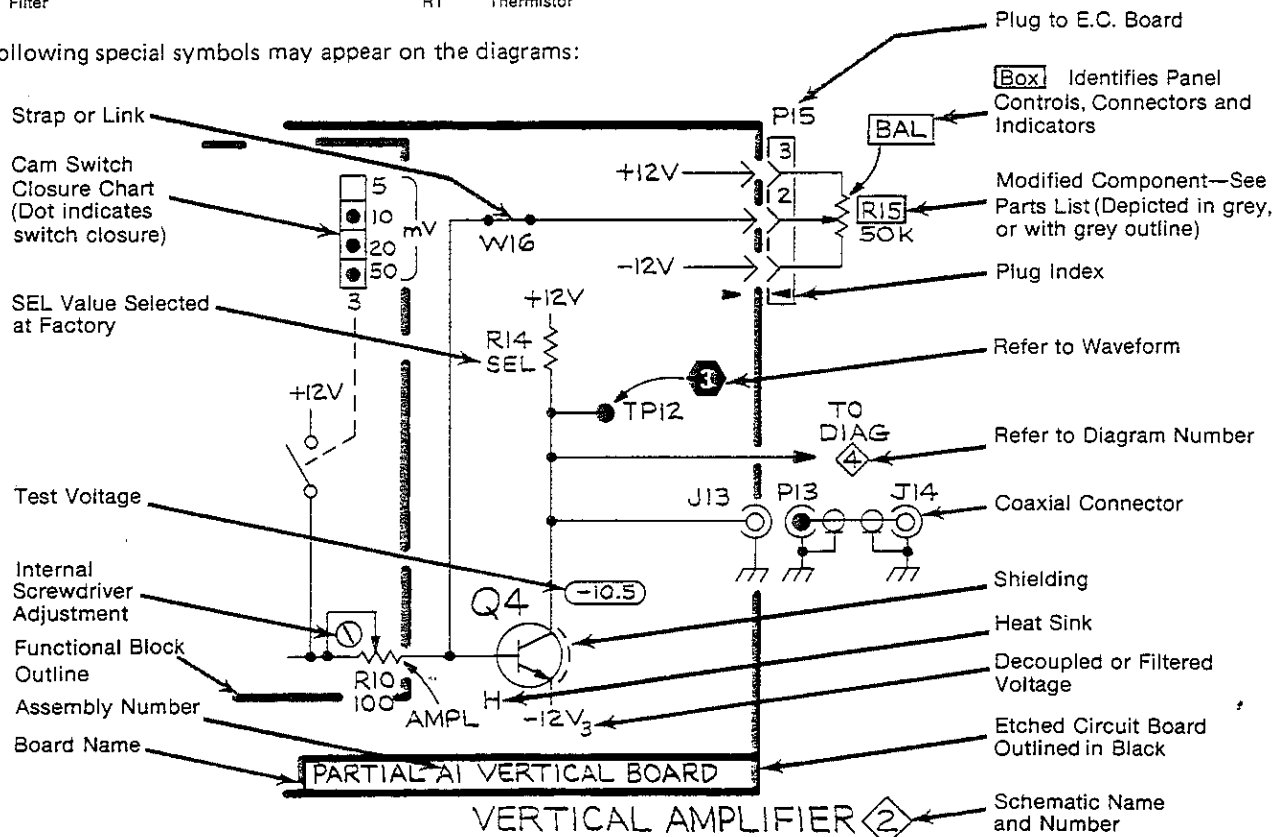 Filter
RT Thermistor
ollowing special symbols may appear on the diagrams:
Plug to E.C. Board
Box Identifies Panel
Controls, Connectors and
Indicators
Modified Component—See
Parts List (Depicted in grey,
or with grey outline)
Plug Index
Refer to Waveform
Refer to Diagram Number
Coaxial Connector
Shielding
Heat Sink
Decoupled or Filtered
Voltage
Etched Circuit Board
Outlined in Black
Schematic Name
and Number
Strap or Link
Cam Switch
Closure Chart
(Dot indicates
switch closure)
SEL Value Selected
at Factory
Test Voltage
Internal
Screwdriver
Adjustment
Functional Block
Outline
Assembly Number
Board Name
5
10
20
50
mV
3
+12V
W16
+12V
-12V
P15
3
2
BAL
R15
50K
+12V
R14
SEL
TP12
3
TO
DIAG
4
J13
P13
J14
-10.5
Q4
R10
100
AMPL
H
-12V3
PARTIAL A1 VERTICAL BOARD
VERTICAL AMPLIFIER 2